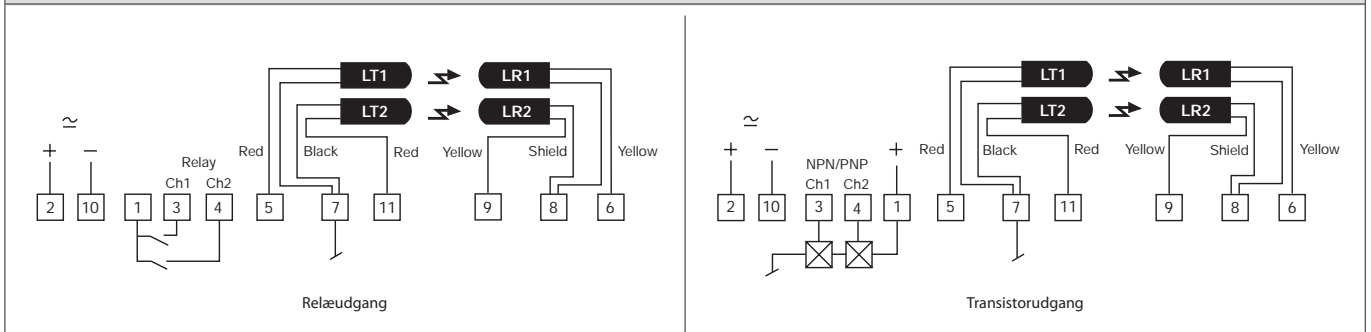 LT1 LR1
LT2 LR2
≃
+ −
Red Black Red Yellow Shield Yellow
Relay
Ch1 Ch2
2 10 1 3 4 5 7 11 9 8 6
Relæudgang
LT1 LR1
LT2 LR2
≃
+ − +
Red Black Red Yellow Shield Yellow
NPN/PNP
Ch1 Ch2
2 10 3 4 1 5 7 11 9 8 6
Transistorudgang